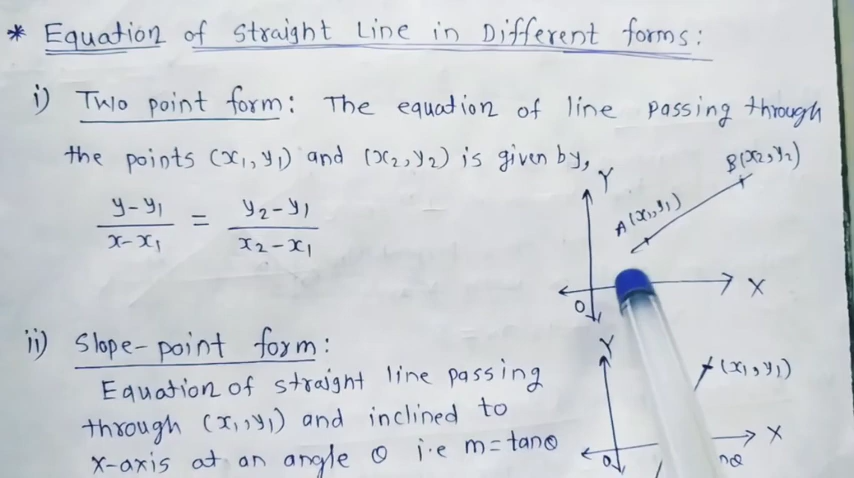 * Equation of straight Line in Different forms:
i) Two point form: The equation of line passing through
the points (x₁, y₁) and (x₂, y₂) is given by,
y-y₁ / x-x₁ = y₂-y₁ / x₂-x₁
Y
A(x₁, y₁)
B(x₂, y₂)
O
X
ii) Slope-point form:
Equation of straight line passing
through (x₁, y₁) and inclined to
x-axis at an angle θ i.e m=tanθ
Y
(x₁, y₁)
O
X